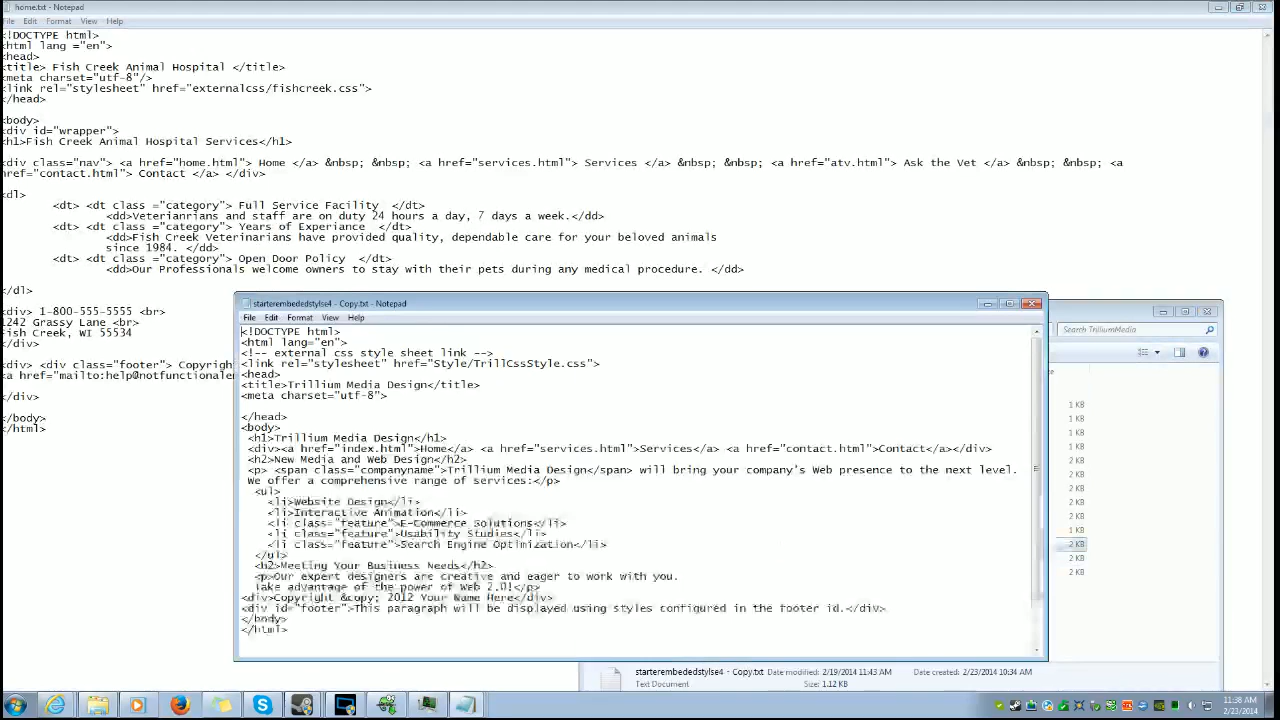 home.txt - Notepad
File Edit Format View Help
<!DOCTYPE html>
<html lang ="en">
<head>
<title> Fish Creek Animal Hospital </title>
<meta charset="utf-8"/>
<link rel="stylesheet" href="externalcss/fishcreek.css">
</head>
<body>
<div id="wrapper">
<h1>Fish Creek Animal Hospital Services</h1>
<div class="nav"> <a href="home.html"> Home </a> &nbsp; &nbsp; <a href="services.html"> Services </a> &nbsp; &nbsp; <a href="atv.html"> Ask the Vet </a> &nbsp; &nbsp; <a
href="contact.html"> Contact </a> </div>
<dl>
<dt> <dt class ="category"> Full Service Facility </dt>
<dd>Veterianrians and staff are on duty 24 hours a day, 7 days a week.</dd>
<dt> <dt class ="category"> Years of Experiance </dt>
<dd>Fish Creek Veterinarians have provided quality, dependable care for your beloved animals
since 1984. </dd>
<dt> <dt class ="category"> Open Door Policy </dt>
<dd>Our Professionals welcome owners to stay with their pets during any medical procedure. </dd>
</dl>
<div> 1-800-555-5555 <br>
1242 Grassy Lane <br>
Fish Creek, WI 55534
</div>
<div> <div class="footer"> Copyright
<a href="mailto:help@notfunctionale
</div>
</body>
</html>
starterembededstylse4 - Copy.txt - Notepad
File Edit Format View Help
<!DOCTYPE html>
<html lang="en">
<!-- external css style sheet link -->
<link rel="stylesheet" href="Style/TrillCssStyle.css">
<head>
<title>Trillium Media Design</title>
<meta charset="utf-8">
</head>
<body>
<h1>Trillium Media Design</h1>
<div><a href="index.html">Home</a> <a href="services.html">Services</a> <a href="contact.html">Contact</a></div>
<h2>New Media and Web Design</h2>
<p> <span class="companyname">Trillium Media Design</span> will bring your company's Web presence to the next level.
We offer a comprehensive range of services:</p>
<ul>
<li>Website Design</li>
<li>Interactive Animation</li>
<li class="feature">E-Commerce Solutions</li>
<li class="feature">Usability Studies</li>
<li class="feature">Search Engine Optimization</li>
</ul>
<h2>Meeting Your Business Needs</h2>
<p>Our expert designers are creative and eager to work with you.
Take advantage of the power of Web 2.0!</p>
<div>Copyright &copy; 2012 Your Name Here</div>
<div id="footer">This paragraph will be displayed using styles configured in the footer id.</div>
</body>
</html>
Search TrilliumMedia
1 KB
1 KB
1 KB
1 KB
2 KB
2 KB
2 KB
2 KB
2 KB
1 KB
2 KB
2 KB
2 KB
starterembededstylse4 - Copy.txt Date modified: 2/19/2014 11:43 AM Date created: 2/23/2014 10:34 AM
Text Document Size: 1.12 KB
11:38 AM
2/23/2014